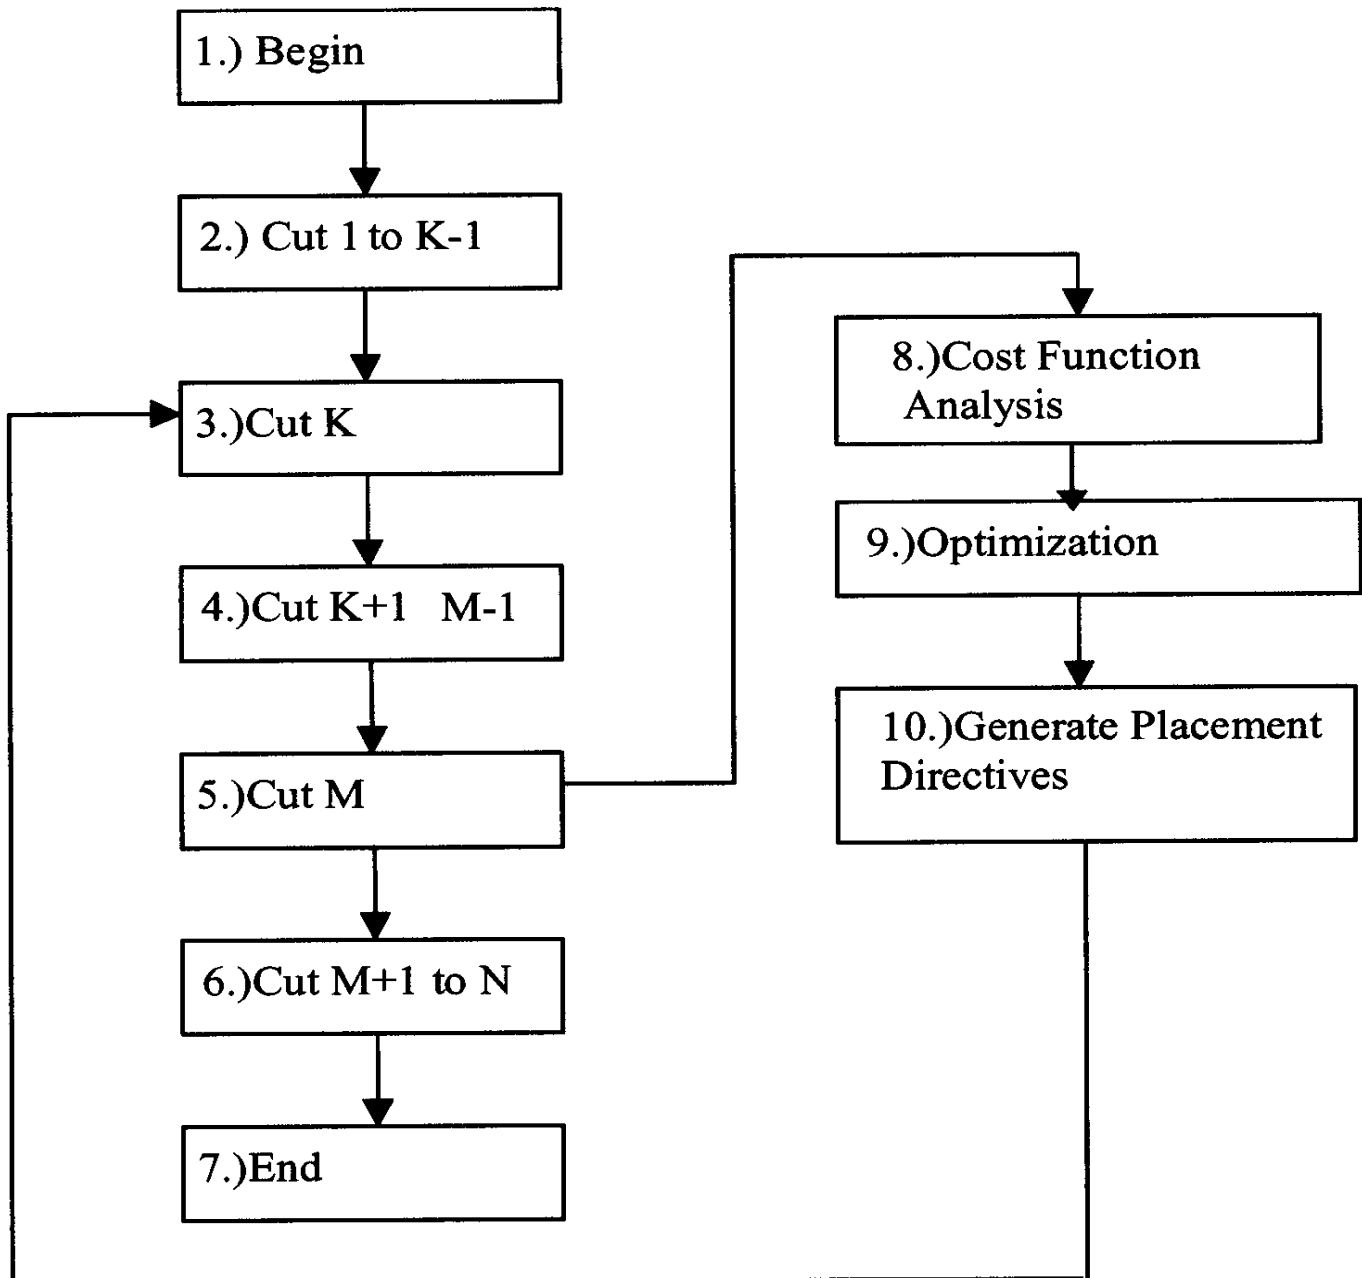 1.) Begin
2.) Cut 1 to K-1
3.)Cut K
4.)Cut K+1 M-1
5.)Cut M
6.)Cut M+1 to N
7.)End
8.)Cost Function
Analysis
9.)Optimization
10.)Generate Placement
Directives